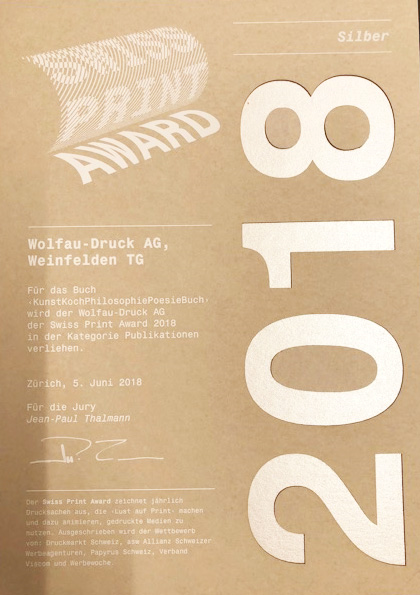 Silber
SWISS
PRINT
AWARD
2018
Wolfau-Druck AG,
Weinfelden TG
Für das Buch
‹KunstKochPhilosophiePoesieBuch›
wird der Wolfau-Druck AG
der Swiss Print Award 2018
in der Kategorie Publikationen
verliehen.
Zürich, 5. Juni 2018
Für die Jury
Jean-Paul Thalmann
Der Swiss Print Award zeichnet jährlich
Drucksachen aus, die ‹Lust auf Print› machen
und dazu animieren, gedruckte Medien zu
nutzen. Ausgeschrieben wird der Wettbewerb
von: Druckmarkt Schweiz, asw Allianz Schweizer
Werbeagenturen, Papyrus Schweiz, Verband
Viscom und Werbewoche.